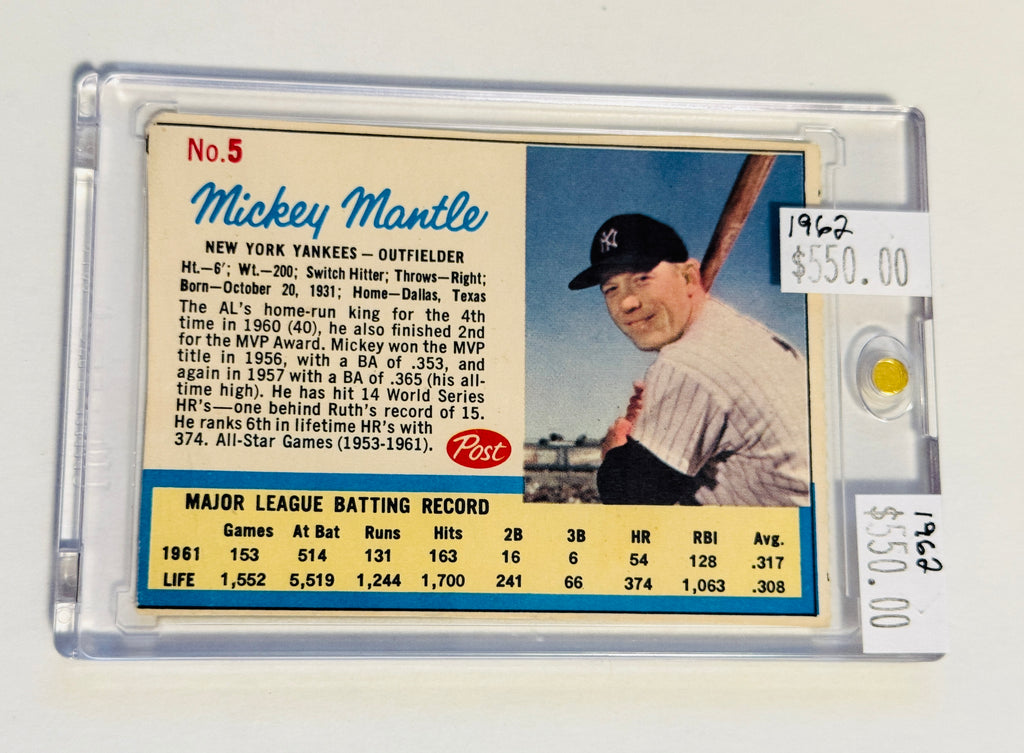 No.5
Mickey Mantle
NEW YORK YANKEES — OUTFIELDER
Ht.—6'; Wt.—200; Switch Hitter; Throws—Right;
Born—October 20, 1931; Home—Dallas, Texas
The AL's home-run king for the 4th
time in 1960 (40), he also finished 2nd
for the MVP Award. Mickey won the MVP
title in 1956, with a BA of .353, and
again in 1957 with a BA of .365 (his all-
time high). He has hit 14 World Series
HR's—one behind Ruth's record of 15.
He ranks 6th in lifetime HR's with
374. All-Star Games (1953-1961).
Post
MAJOR LEAGUE BATTING RECORD
Games At Bat Runs Hits 2B 3B HR RBI Avg.
1961 153 514 131 163 16 6 54 128 .317
LIFE 1,552 5,519 1,244 1,700 241 66 374 1,063 .308
NY
1962
$550.00
1962
$550.00